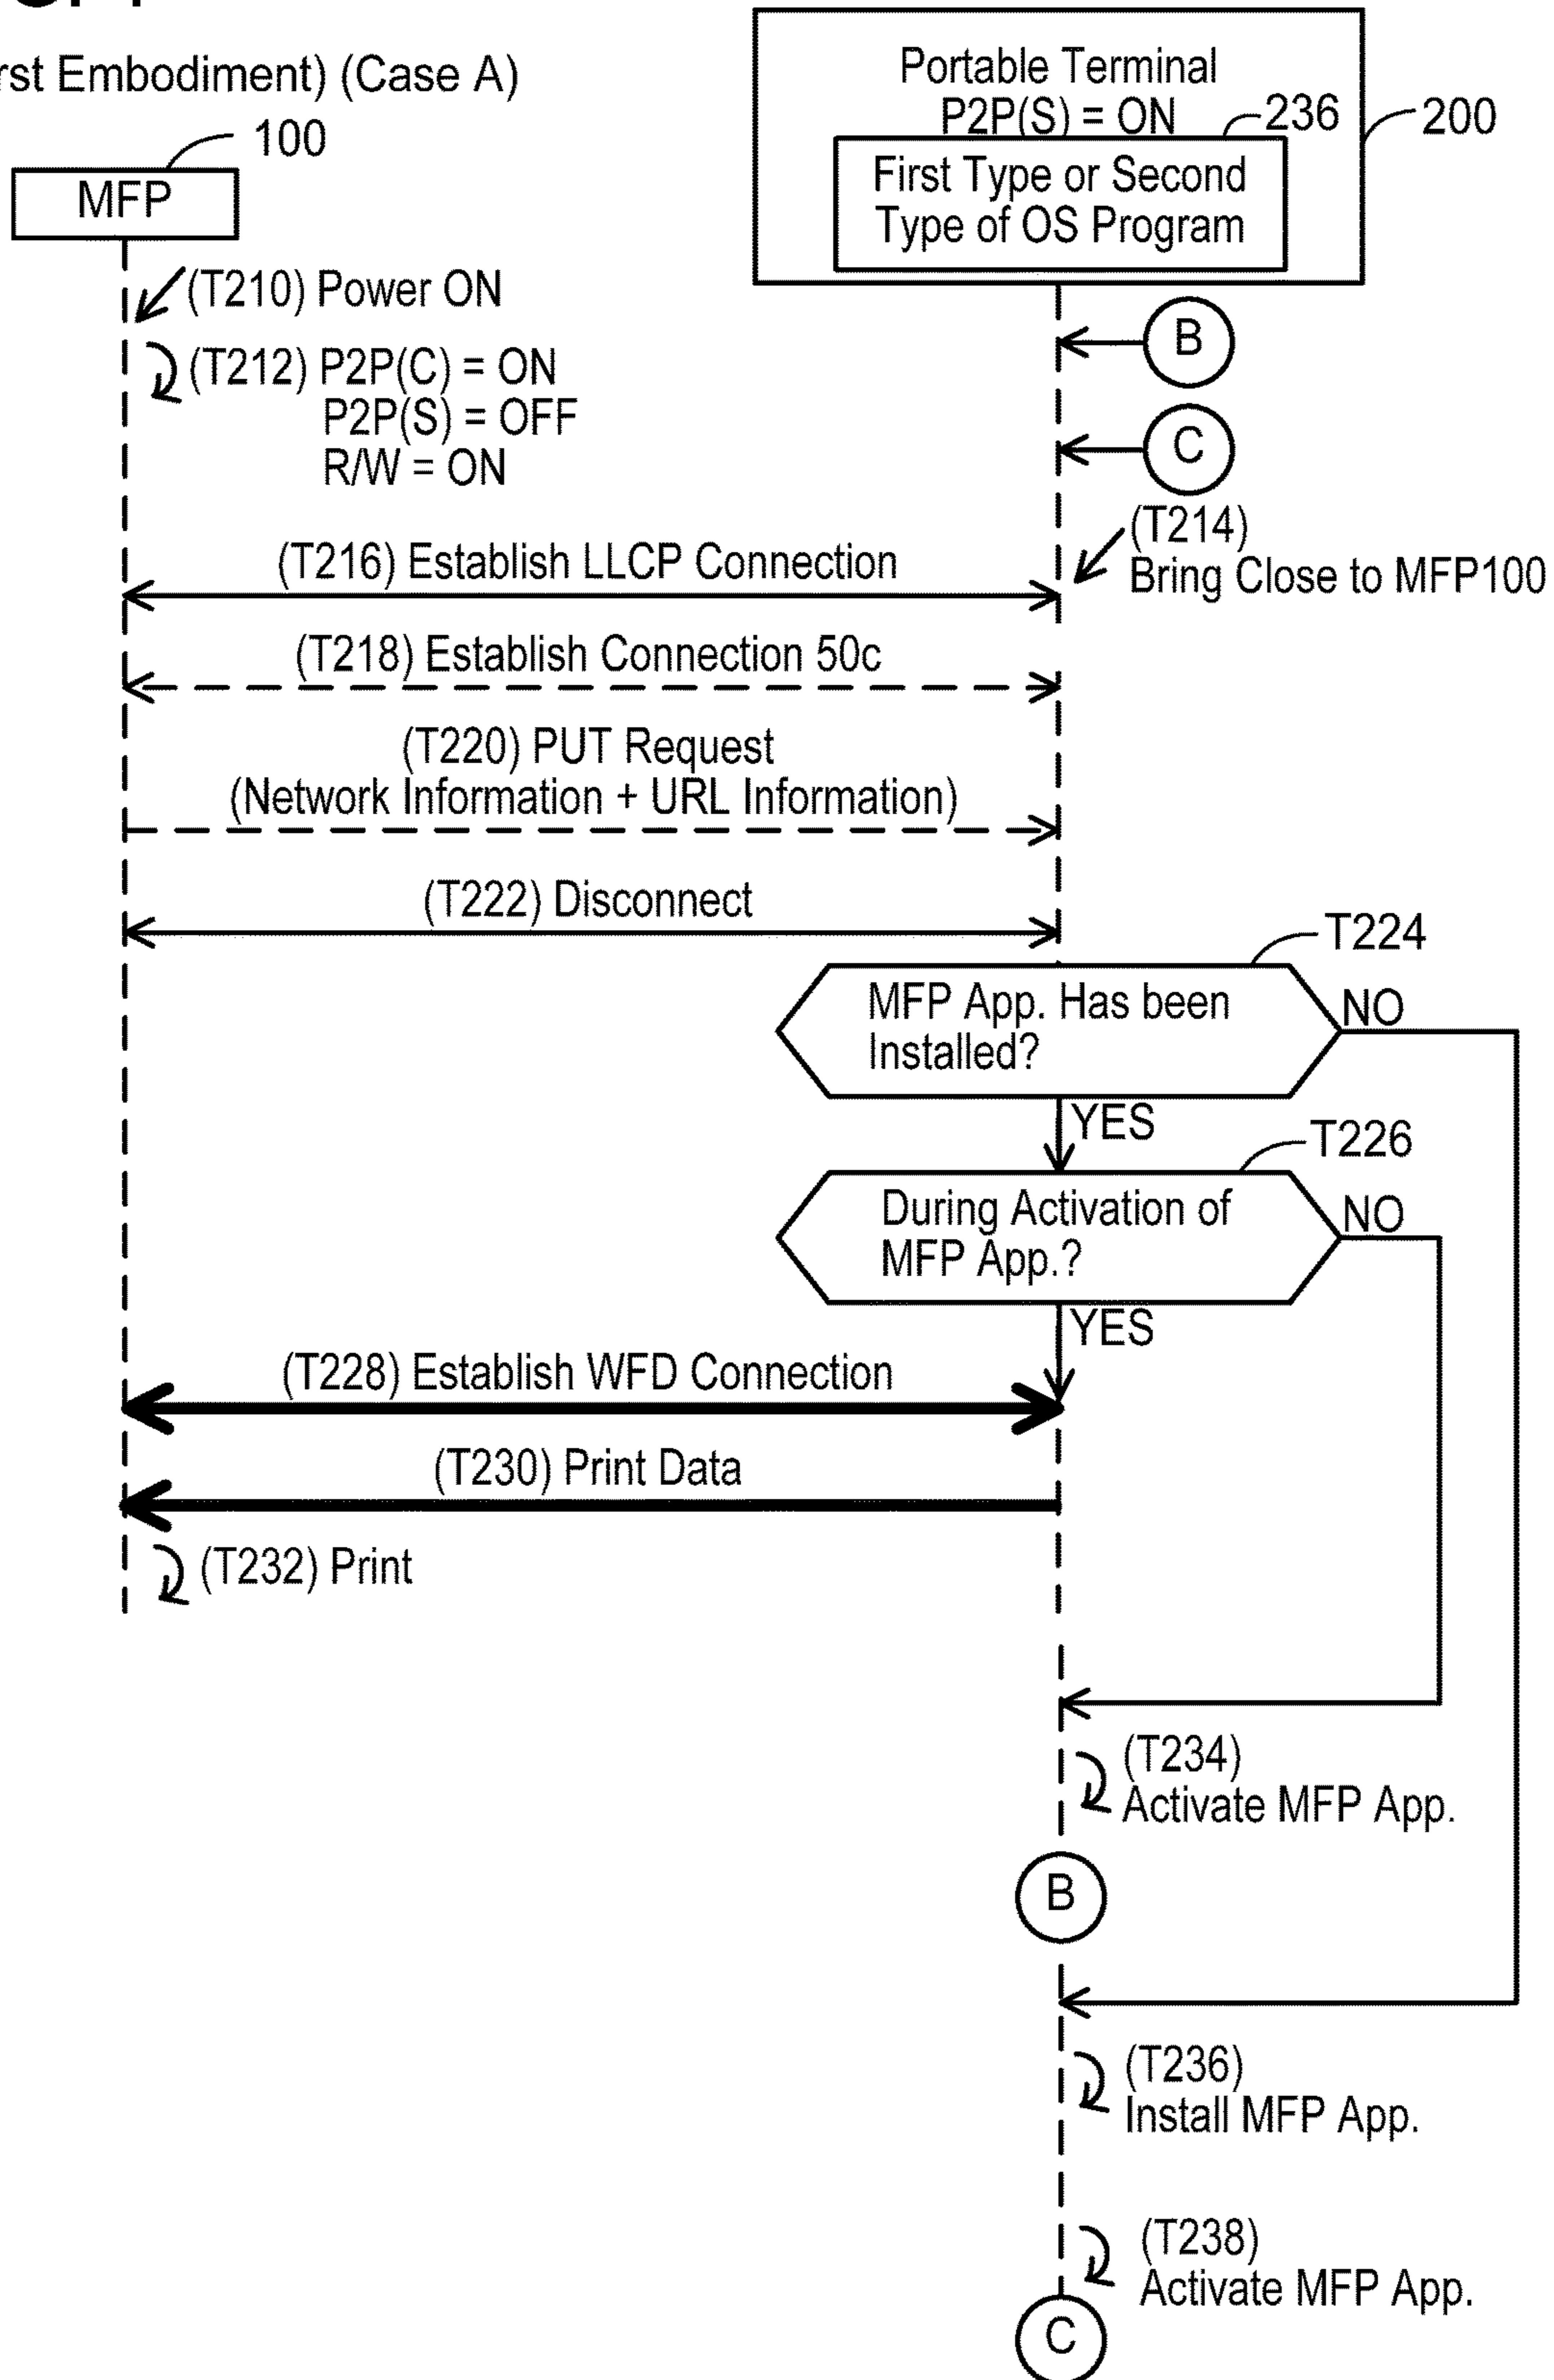 rst Embodiment) (Case A)
Portable Terminal
P2P(S) = ON
236
200
First Type or Second
Type of OS Program
100
MFP
(T210) Power ON
(T212) P2P(C) = ON
P2P(S) = OFF
R/W = ON
B
C
(T214)
Bring Close to MFP100
(T216) Establish LLCP Connection
(T218) Establish Connection 50c
(T220) PUT Request
(Network Information + URL Information)
(T222) Disconnect
T224
MFP App. Has been
Installed?
NO
YES
T226
During Activation of
MFP App.?
NO
YES
(T228) Establish WFD Connection
(T230) Print Data
(T232) Print
(T234)
Activate MFP App.
B
(T236)
Install MFP App.
(T238)
Activate MFP App.
C